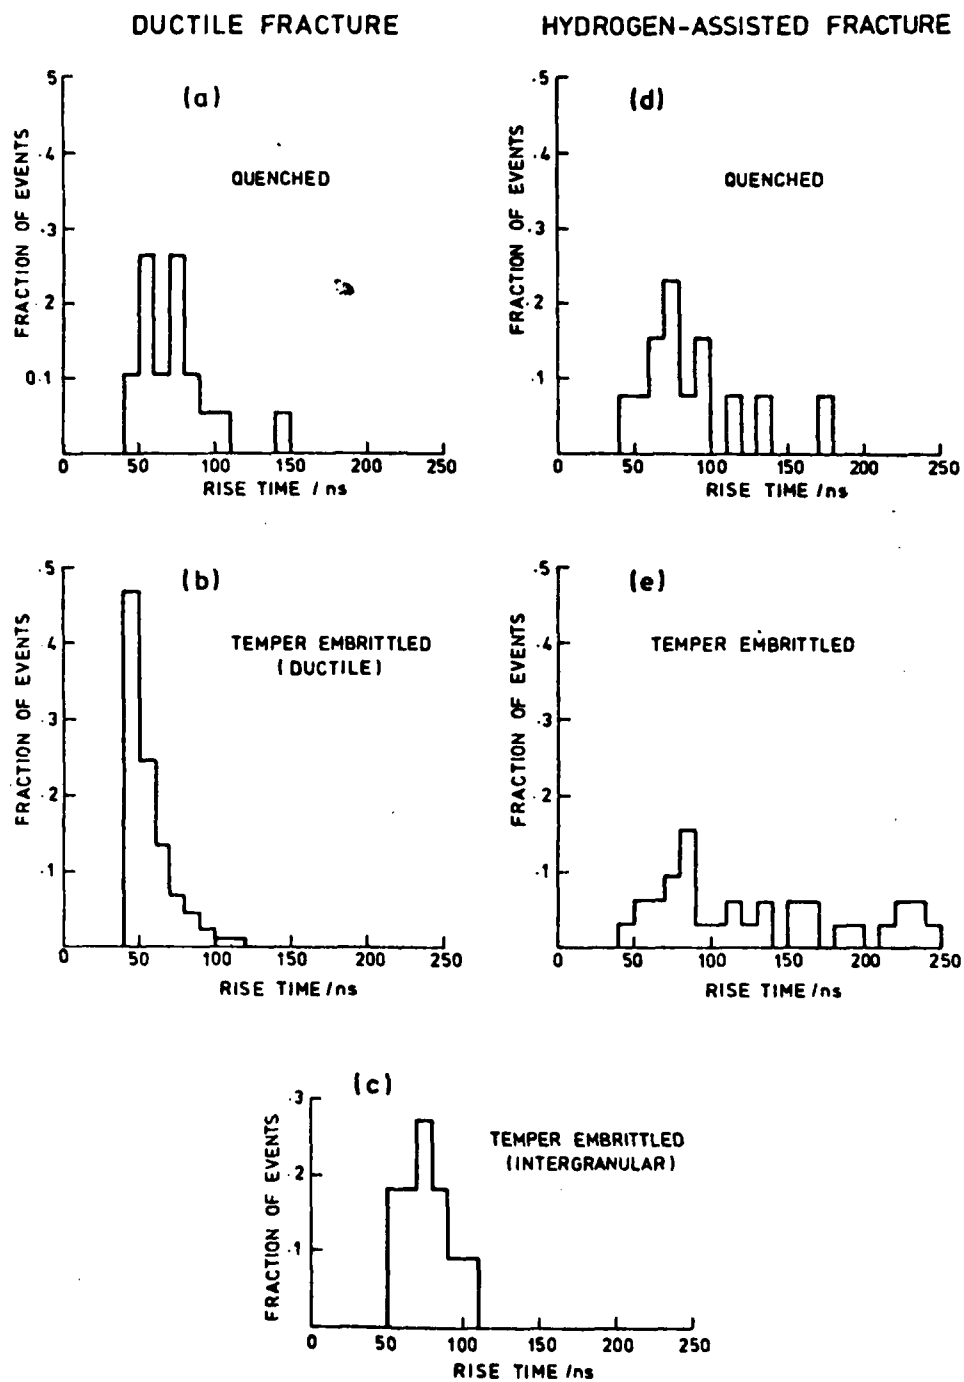 DUCTILE FRACTURE
HYDROGEN-ASSISTED FRACTURE
(a)
QUENCHED
FRACTION OF EVENTS
5
.4
.3
.2
0.1
0 50 100 150 200 250
RISE TIME /ns
(d)
QUENCHED
FRACTION OF EVENTS
.5
.4
.3
.2
.1
0 50 100 150 200 250
RISE TIME /ns
(b)
TEMPER EMBRITTLED
(DUCTILE)
FRACTION OF EVENTS
.5
.4
.3
.2
.1
0 50 100 150 200 250
RISE TIME /ns
(e)
TEMPER EMBRITTLED
FRACTION OF EVENTS
.5
.4
.3
.2
.1
0 50 100 150 200 250
RISE TIME /ns
(c)
TEMPER EMBRITTLED
(INTERGRANULAR)
FRACTION OF EVENTS
.3
.2
.1
0 50 100 150 200 250
RISE TIME /ns